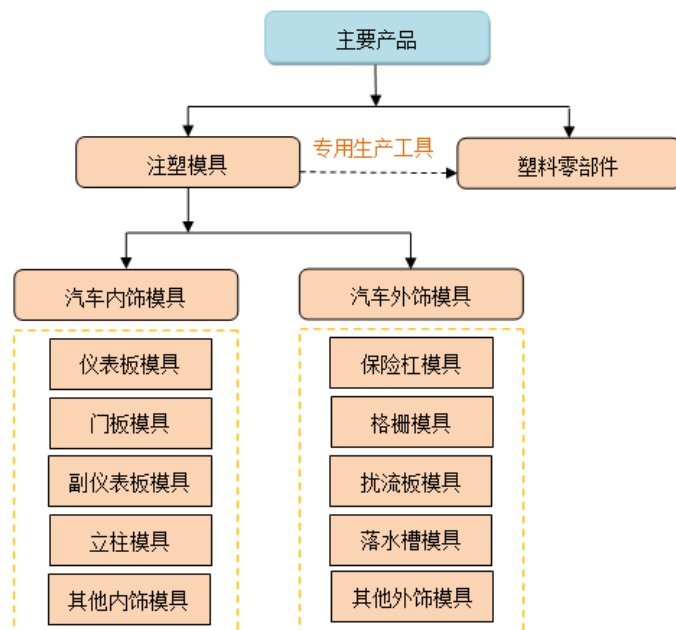 主要产品
注塑模具
专用生产工具
塑料零部件
汽车内饰模具
汽车外饰模具
仪表板模具
门板模具
副仪表板模具
立柱模具
其他内饰模具
保险杠模具
格栅模具
扰流板模具
落水槽模具
其他外饰模具